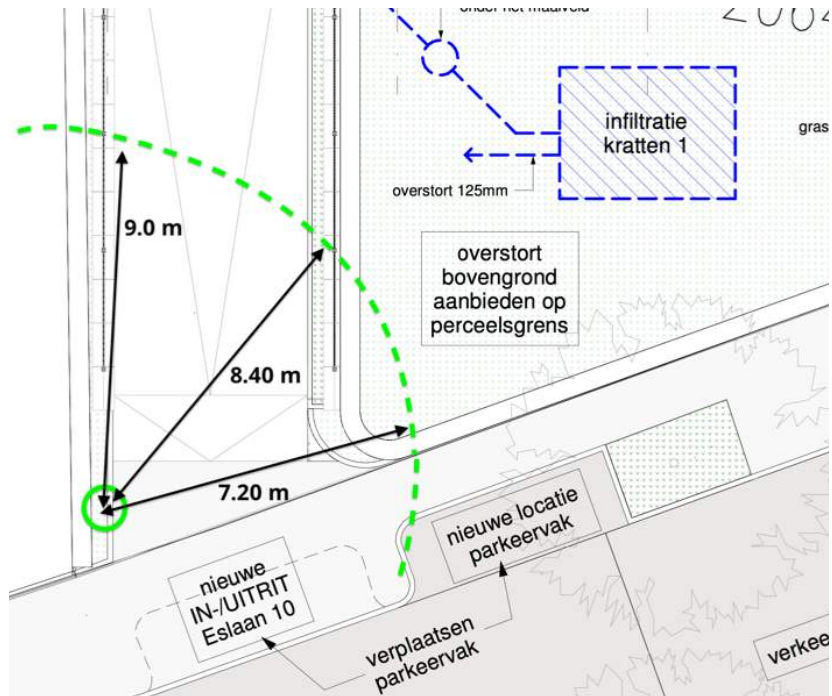 onder het maaiveld
infiltratie
kratten 1
gras
overstort 125mm
9.0 m
overstort
bovengrond
aanbieden op
perceelsgrens
8.40 m
7.20 m
nieuwe locatie
parkeervak
nieuwe
IN-/UITRIT
Eslaan 10
verplaatsen
parkeervak
verkee